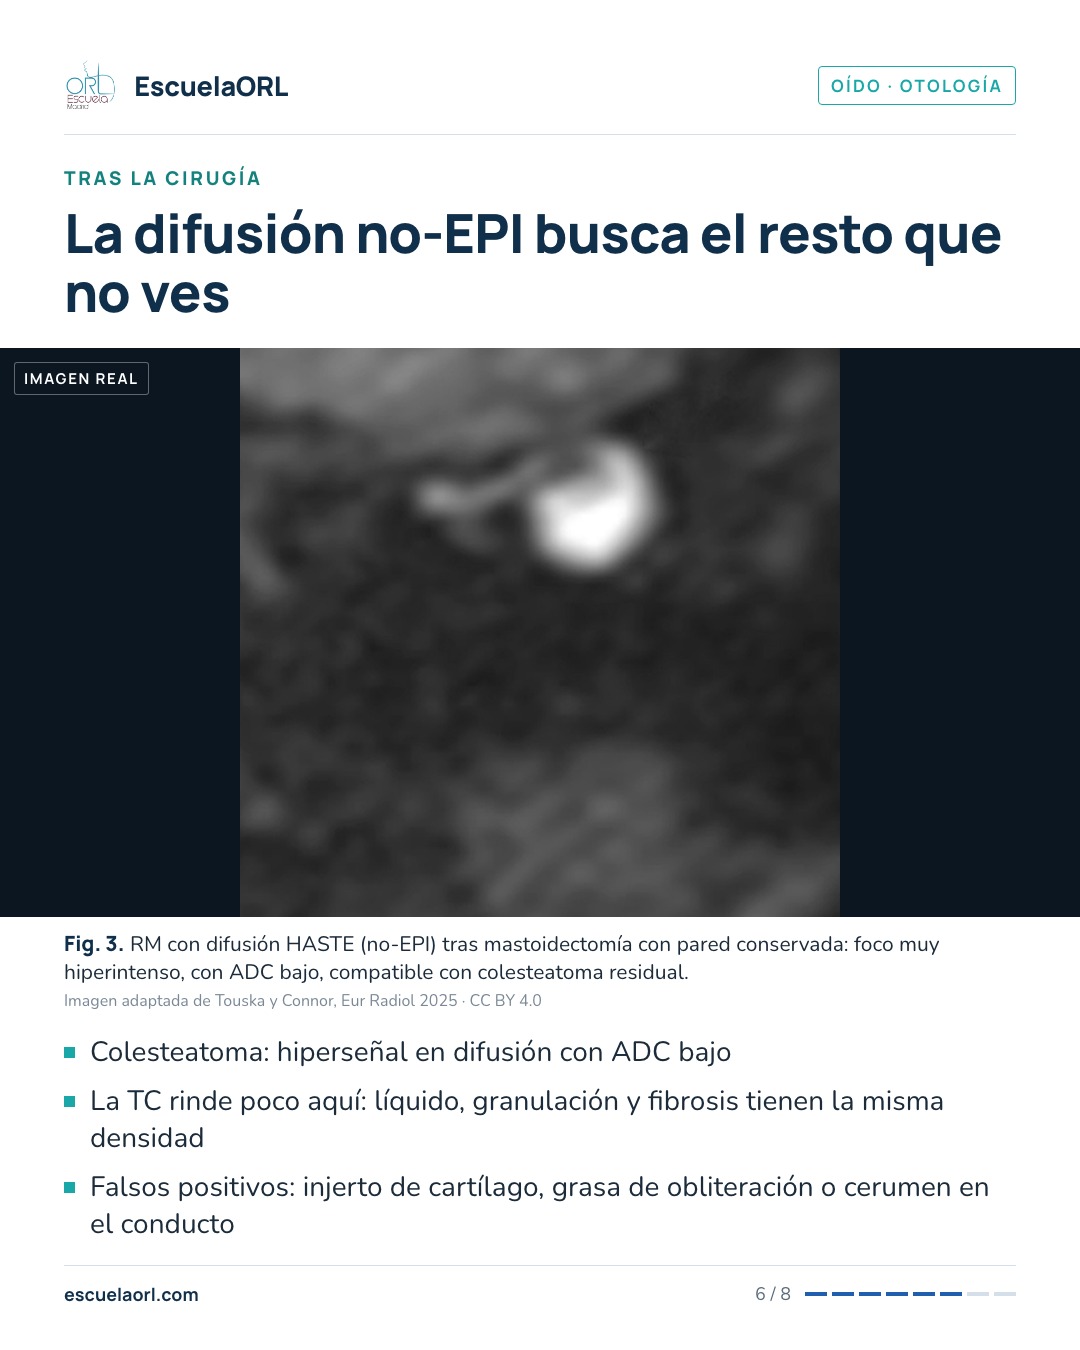 ORL
Escuela
Madrid
EscuelaORL
OÍDO · OTOLOGÍA
TRAS LA CIRUGÍA
La difusión no-EPI busca el resto que
no ves
IMAGEN REAL
Fig. 3. RM con difusión HASTE (no-EPI) tras mastoidectomía con pared conservada: foco muy
hiperintenso, con ADC bajo, compatible con colesteatoma residual.
Imagen adaptada de Touska y Connor, Eur Radiol 2025 · CC BY 4.0
Colesteatoma: hiperseñal en difusión con ADC bajo
La TC rinde poco aquí: líquido, granulación y fibrosis tienen la misma
densidad
Falsos positivos: injerto de cartílago, grasa de obliteración o cerumen en
el conducto
escuelaorl.com
6 / 8